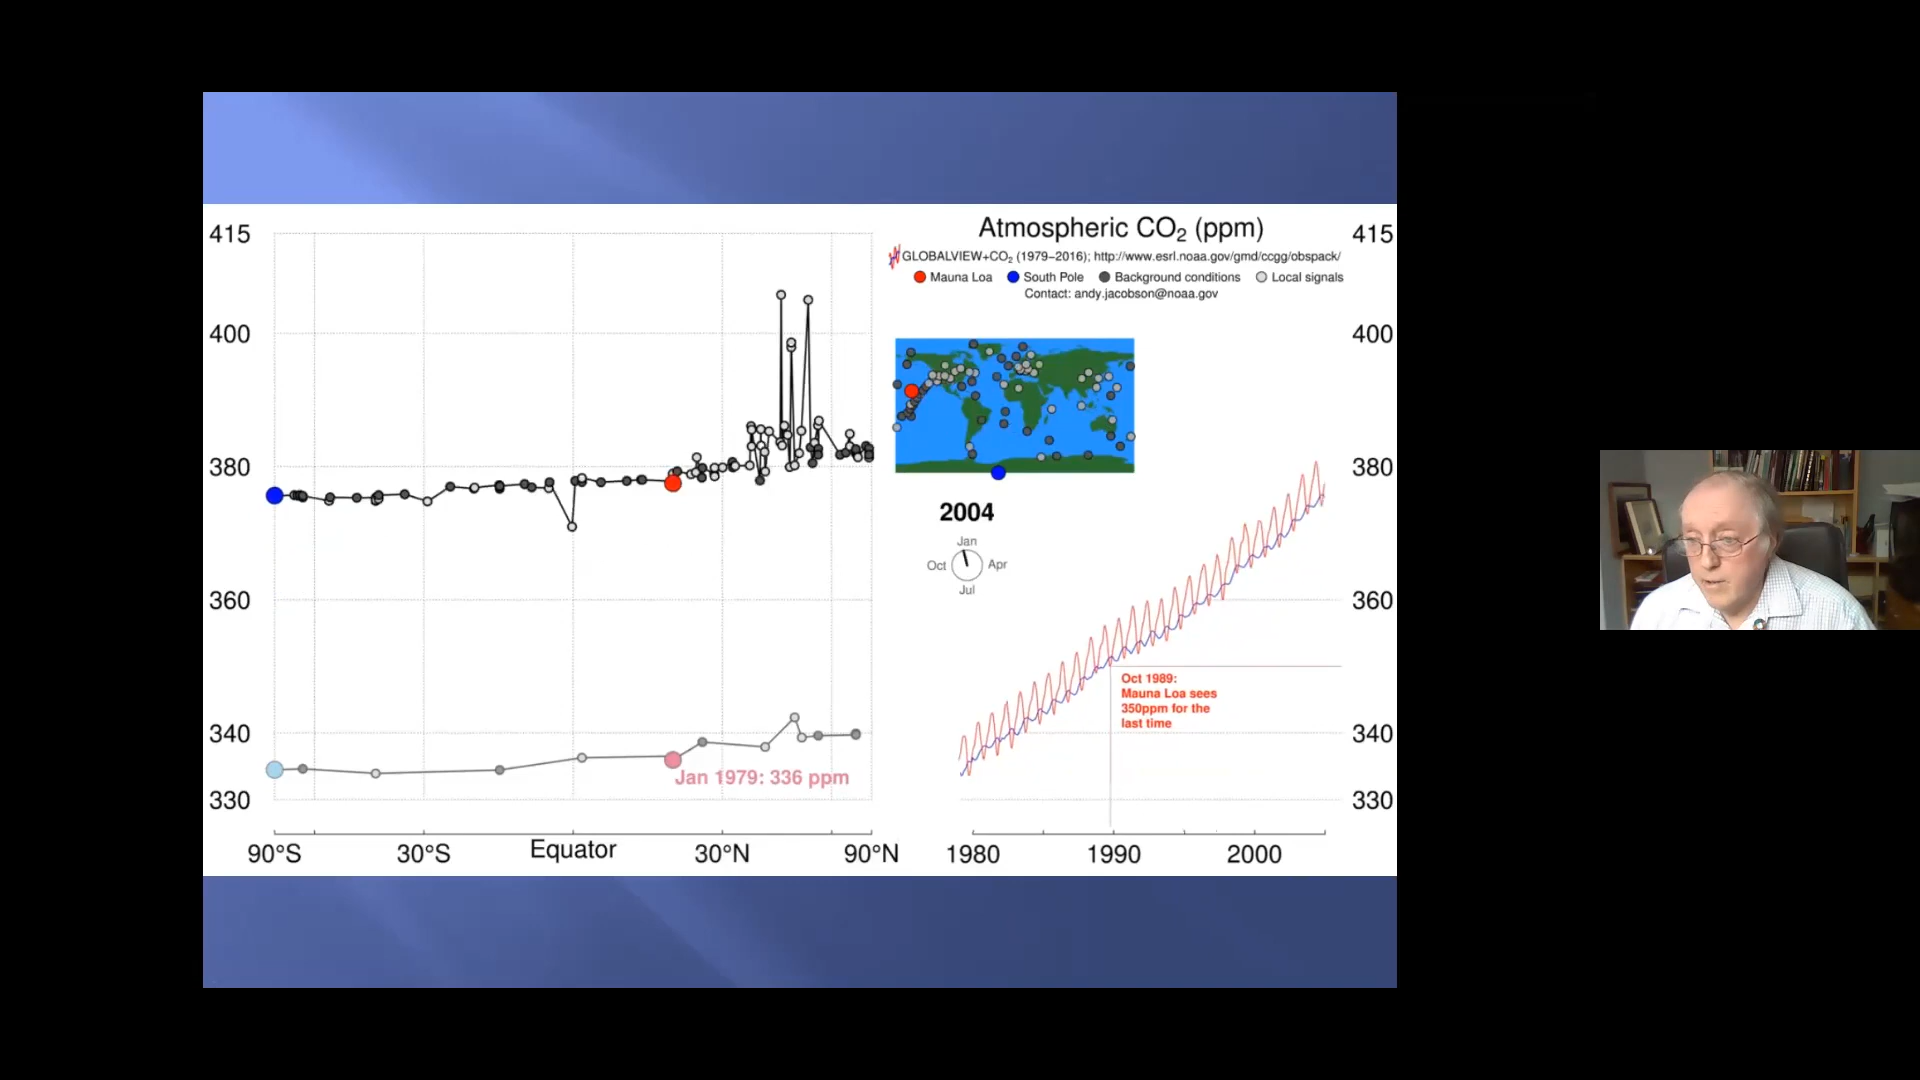 Atmospheric CO₂ (ppm)
GLOBALVIEW+CO₂ (1979−2016); http://www.esrl.noaa.gov/gmd/ccgg/obspack/
Mauna Loa South Pole Background conditions Local signals
Contact: andy.jacobson@noaa.gov
415
400
380
360
340
330
90°S
30°S
Equator
30°N
90°N
Jan 1979: 336 ppm
2004
Jan
Oct Apr
Jul
415
400
380
360
340
330
Oct 1989:
Mauna Loa sees
350ppm for the
last time
1980
1990
2000